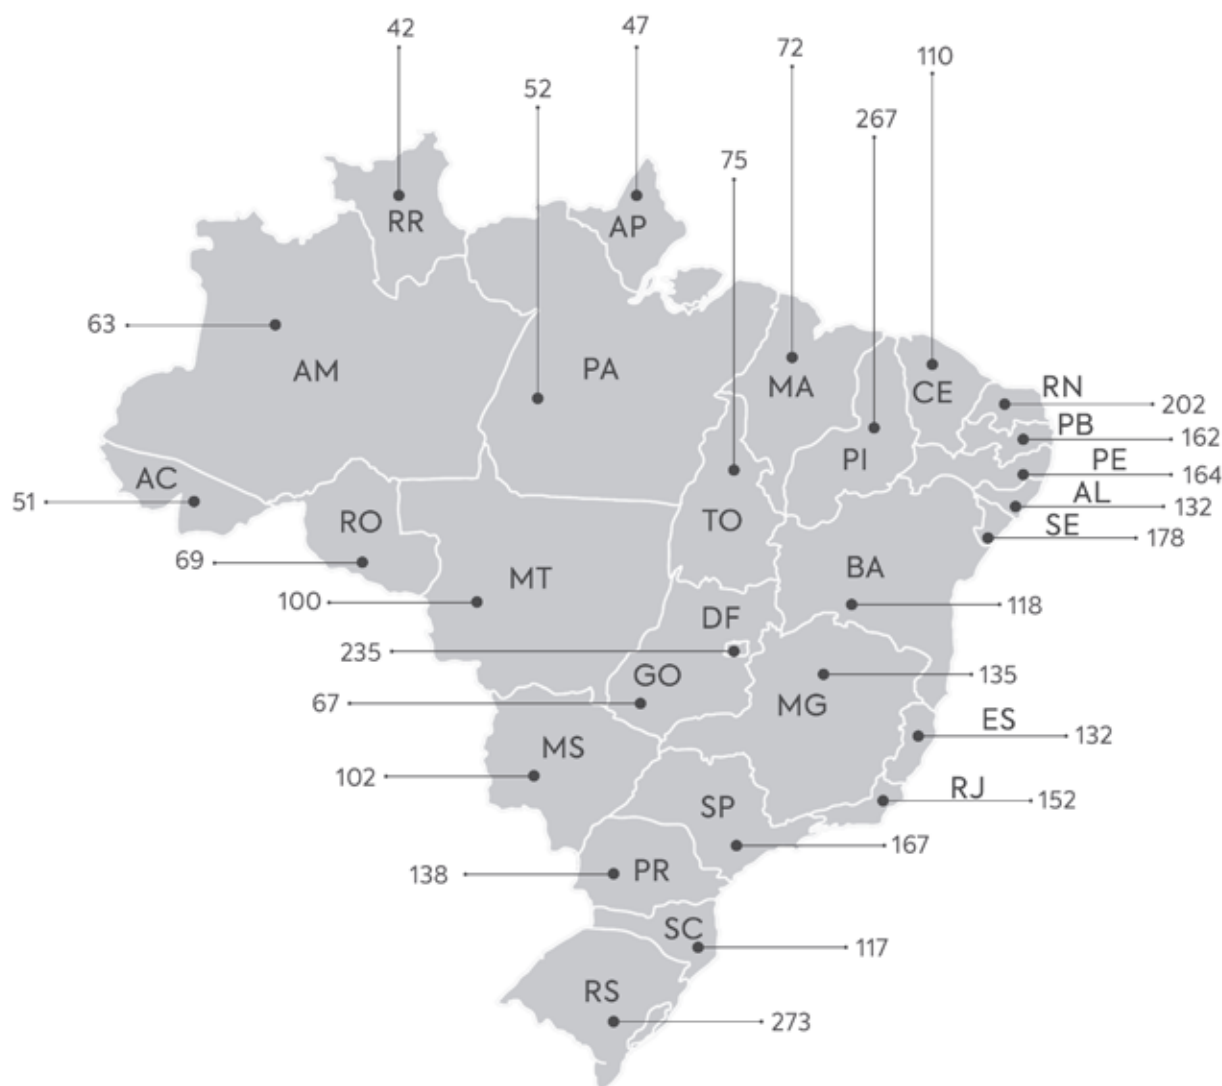 42
47
72
110
52
267
75
RR
AP
63
AM
PA
MA
CE
RN
202
PB
162
PI
PE
164
AC
51
AL
132
RO
TO
SE
178
69
MT
BA
100
118
DF
235
GO
135
67
MG
ES
132
MS
102
RJ
152
SP
167
138
PR
SC
117
RS
273